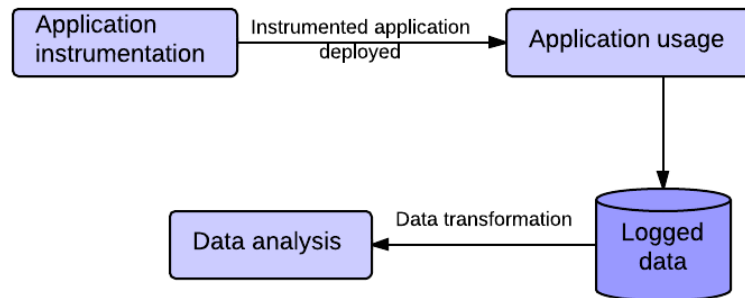 Application
instrumentation
Instrumented application
deployed
Application usage
Logged
data
Data transformation
Data analysis